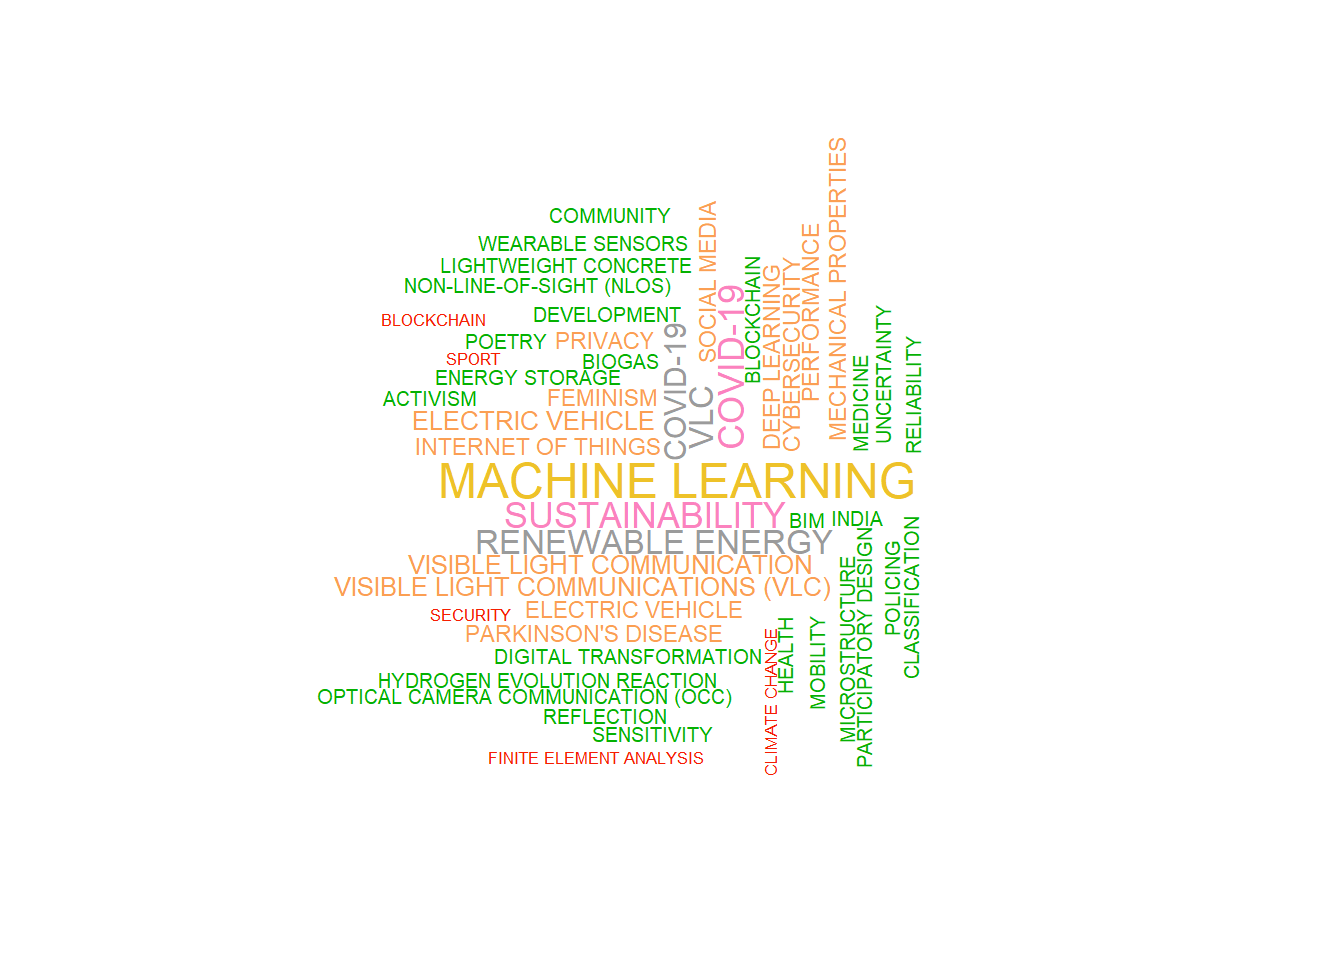 COMMUNITY
WEARABLE SENSORS
LIGHTWEIGHT CONCRETE
NON-LINE-OF-SIGHT (NLOS)
DEVELOPMENT
BLOCKCHAIN
POETRY
PRIVACY
SPORT
BIOGAS
ENERGY STORAGE
ACTIVISM
FEMINISM
ELECTRIC VEHICLE
INTERNET OF THINGS
COVID-19
VLC
SOCIAL MEDIA
COVID-19
BLOCKCHAIN
DEEP LEARNING
CYBERSECURITY
PERFORMANCE
MECHANICAL PROPERTIES
MEDICINE
UNCERTAINTY
RELIABILITY
MACHINE LEARNING
SUSTAINABILITY
BIM
INDIA
RENEWABLE ENERGY
VISIBLE LIGHT COMMUNICATION
VISIBLE LIGHT COMMUNICATIONS (VLC)
SECURITY
ELECTRIC VEHICLE
PARKINSON'S DISEASE
DIGITAL TRANSFORMATION
HYDROGEN EVOLUTION REACTION
OPTICAL CAMERA COMMUNICATION (OCC)
REFLECTION
SENSITIVITY
FINITE ELEMENT ANALYSIS
CLIMATE CHANGE
HEALTH
MOBILITY
MICROSTRUCTURE
PARTICIPATORY DESIGN
POLICING
CLASSIFICATION